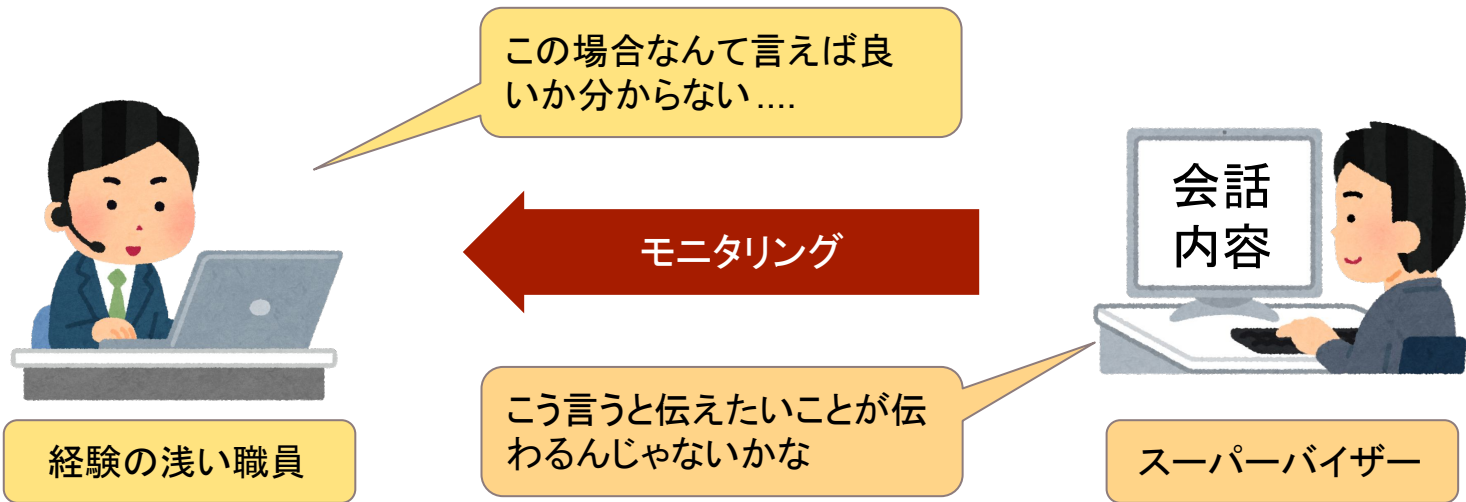 この場合なんて言えば良
いか分からない....
会話
内容
モニタリング
こう言うと伝えたいことが伝
わるんじゃないかな
経験の浅い職員
スーパーバイザー